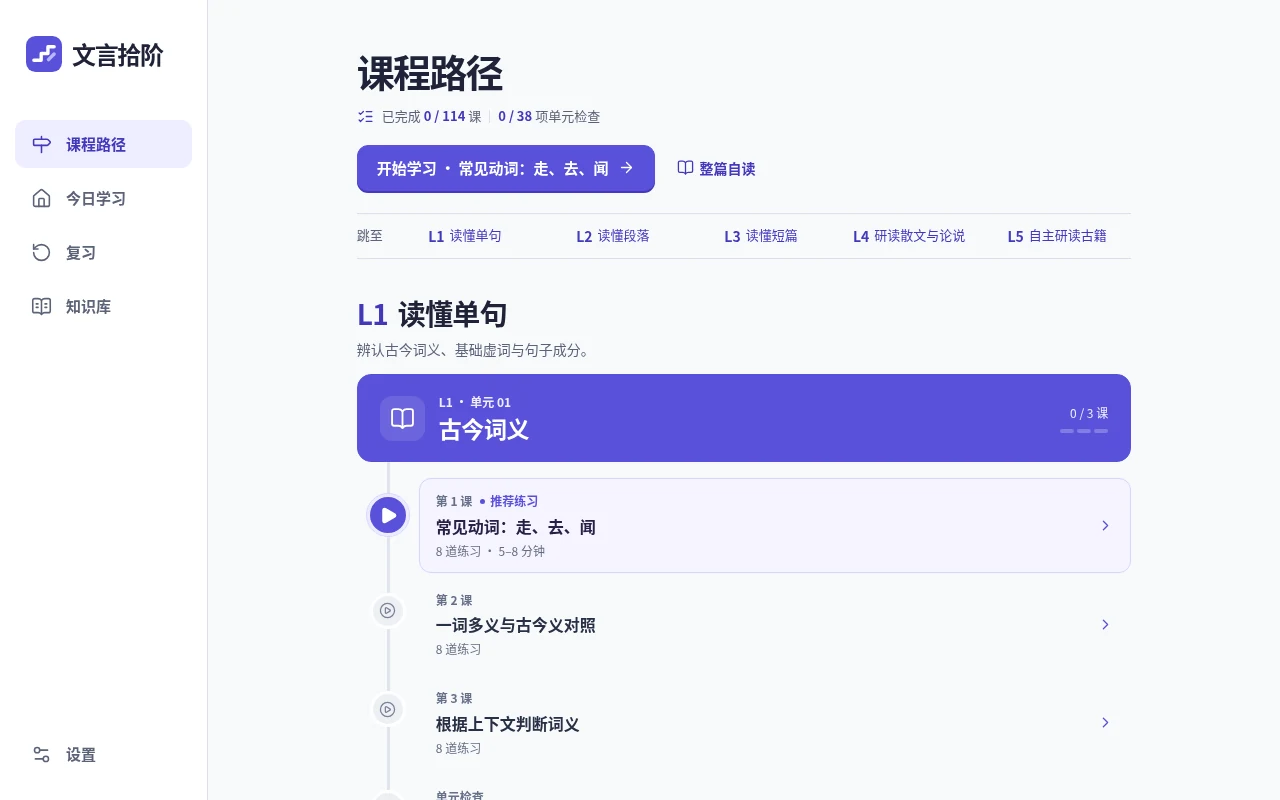 文言拾阶
课程路径
今日学习
复习
知识库
设置
课程路径
已完成 0 / 114 课 0 / 38 项单元检查
开始学习 · 常见动词：走、去、闻
整篇自读
跳至 L1 读懂单句 L2 读懂段落 L3 读懂短篇 L4 研读散文与论说 L5 自主研读古籍
L1 读懂单句
辨认古今词义、基础虚词与句子成分。
L1 · 单元 01
古今词义
0 / 3 课
第 1 课 • 推荐练习
常见动词：走、去、闻
8 道练习 · 5–8 分钟
第 2 课
一词多义与古今义对照
8 道练习
第 3 课
根据上下文判断词义
8 道练习
单元检查